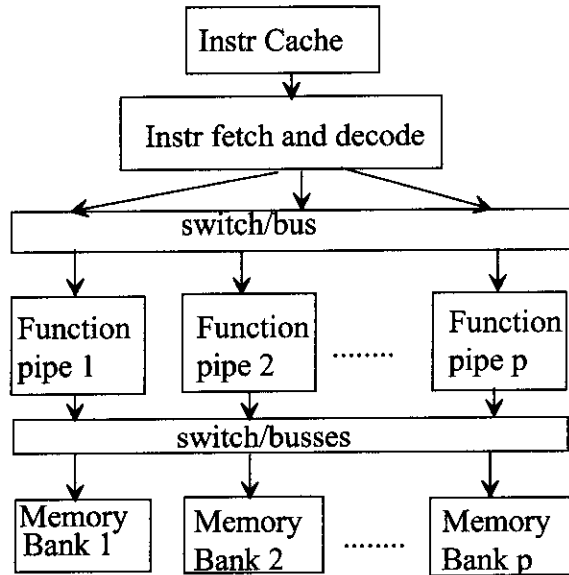 Instr Cache
Instr fetch and decode
switch/bus
Function
pipe 1
Function
pipe 2
........
Function
pipe p
switch/busses
Memory
Bank 1
Memory
Bank 2
........
Memory
Bank p